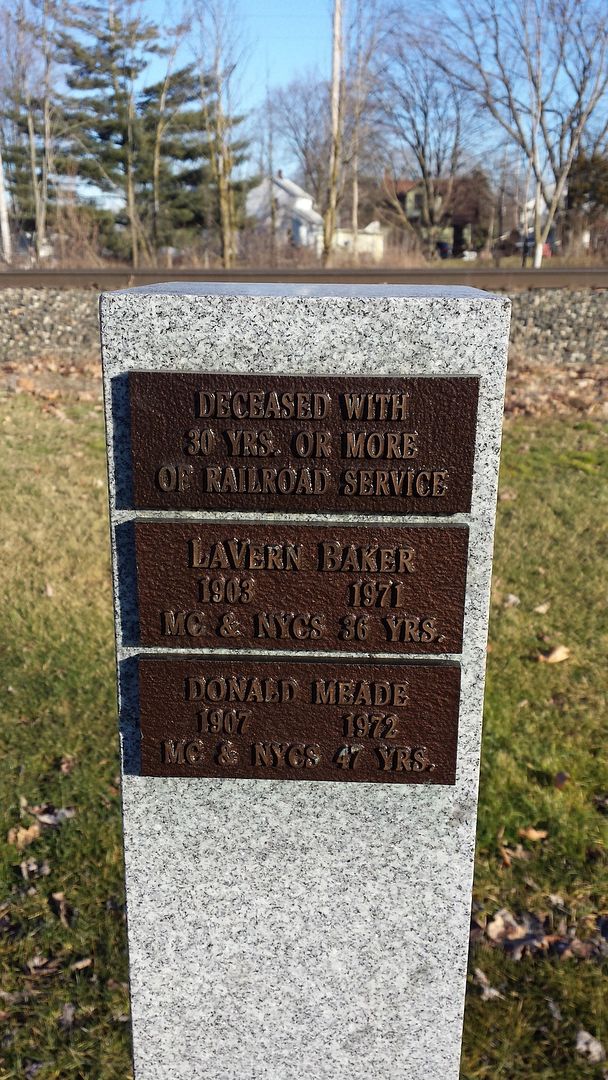 DECEASED WITH
30 YRS. OR MORE
OF RAILROAD SERVICE
LAVERN BAKER
1903 1971
MC & NYCS 36 YRS.
DONALD MEADE
1907 1972
MC & NYCS 47 YRS.